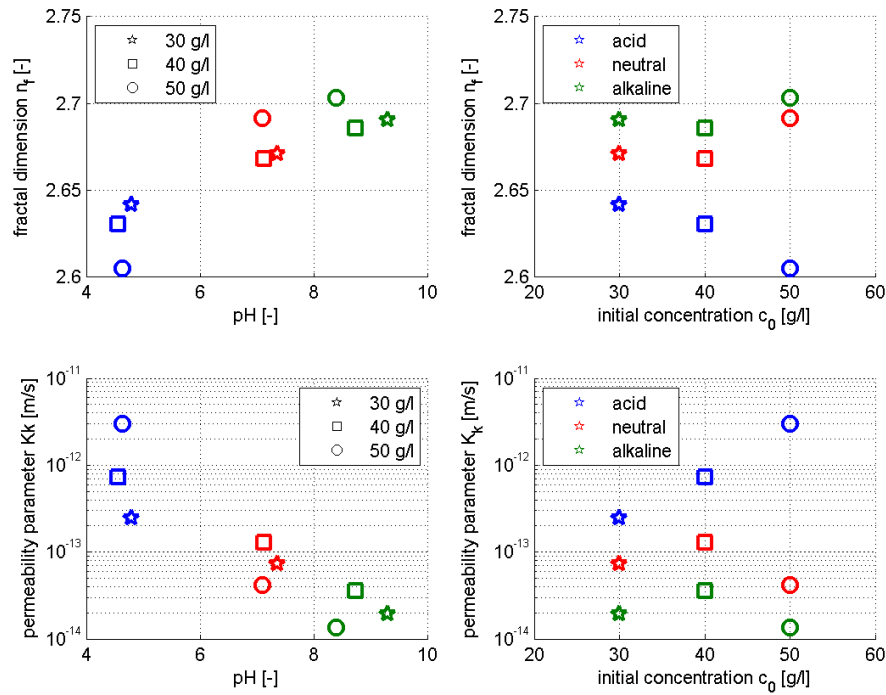 2.75
2.7
2.65
2.6
fractal dimension n_f [-]
30 g/l
40 g/l
50 g/l
4
6
8
10
pH [-]
2.75
2.7
2.65
2.6
fractal dimension n_f [-]
acid
neutral
alkaline
20
30
40
50
60
initial concentration c_0 [g/l]
10^-11
10^-12
10^-13
10^-14
permeability parameter Kk [m/s]
30 g/l
40 g/l
50 g/l
4
6
8
10
pH [-]
10^-11
10^-12
10^-13
10^-14
permeability parameter K_k [m/s]
acid
neutral
alkaline
20
30
40
50
60
initial concentration c_0 [g/l]